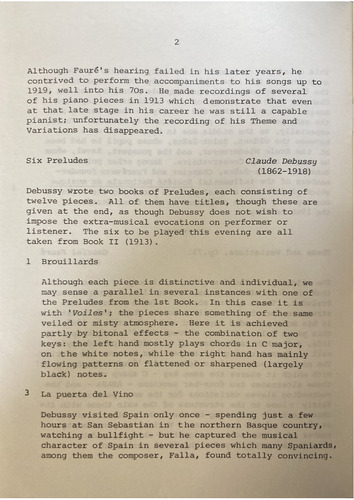 2
Although Fauré's hearing failed in his later years, he
contrived to perform the accompaniments to his songs up to
1919, well into his 70s. He made recordings of several
of his piano pieces in 1913 which demonstrate that even
at that late stage in his career he was still a capable
pianist; unfortunately the recording of his Theme and
Variations has disappeared.
Six Preludes Claude Debussy
(1862-1918)
Debussy wrote two books of Preludes, each consisting of
twelve pieces. All of them have titles, though these are
given at the end, as though Debussy does not wish to
impose the extra-musical evocations on performer or
listener. The six to be played this evening are all
taken from Book II (1913).
1 Brouillards
Although each piece is distinctive and individual, we
may sense a parallel in several instances with one of
the Preludes from the 1st Book. In this case it is
with 'Voiles'; the pieces share something of the same
veiled or misty atmosphere. Here it is achieved
partly by bitonal effects - the combination of two
keys: the left hand mostly plays chords in C major,
on the white notes, while the right hand has mainly
flowing patterns on flattened or sharpened (largely
black) notes.
3 La puerta del Vino
Debussy visited Spain only once - spending just a few
hours at San Sebastian in the northern Basque country,
watching a bullfight - but he captured the musical
character of Spain in several pieces which many Spaniards,
among them the composer, Falla, found totally convincing.